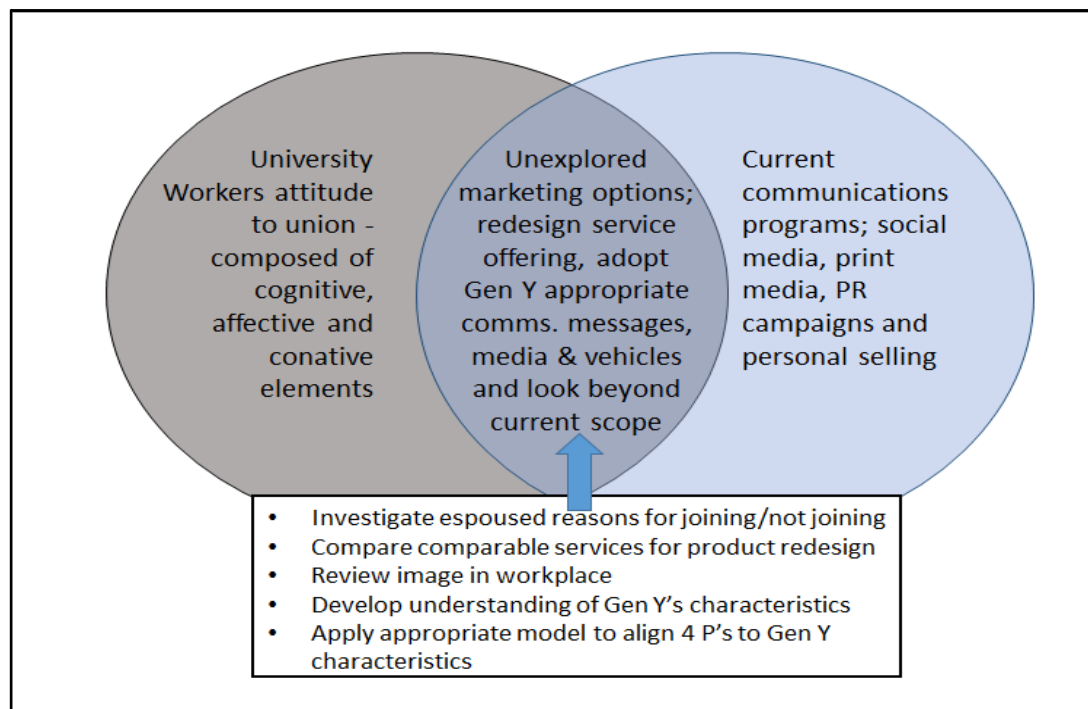 University
Workers attitude
to union -
composed of
cognitive,
affective and
conative
elements
Unexplored
marketing options;
redesign service
offering, adopt
Gen Y appropriate
comms. messages,
media & vehicles
and look beyond
current scope
Current
communications
programs; social
media, print
media, PR
campaigns and
personal selling
• Investigate espoused reasons for joining/not joining
• Compare comparable services for product redesign
• Review image in workplace
• Develop understanding of Gen Y’s characteristics
• Apply appropriate model to align 4 P’s to Gen Y
characteristics